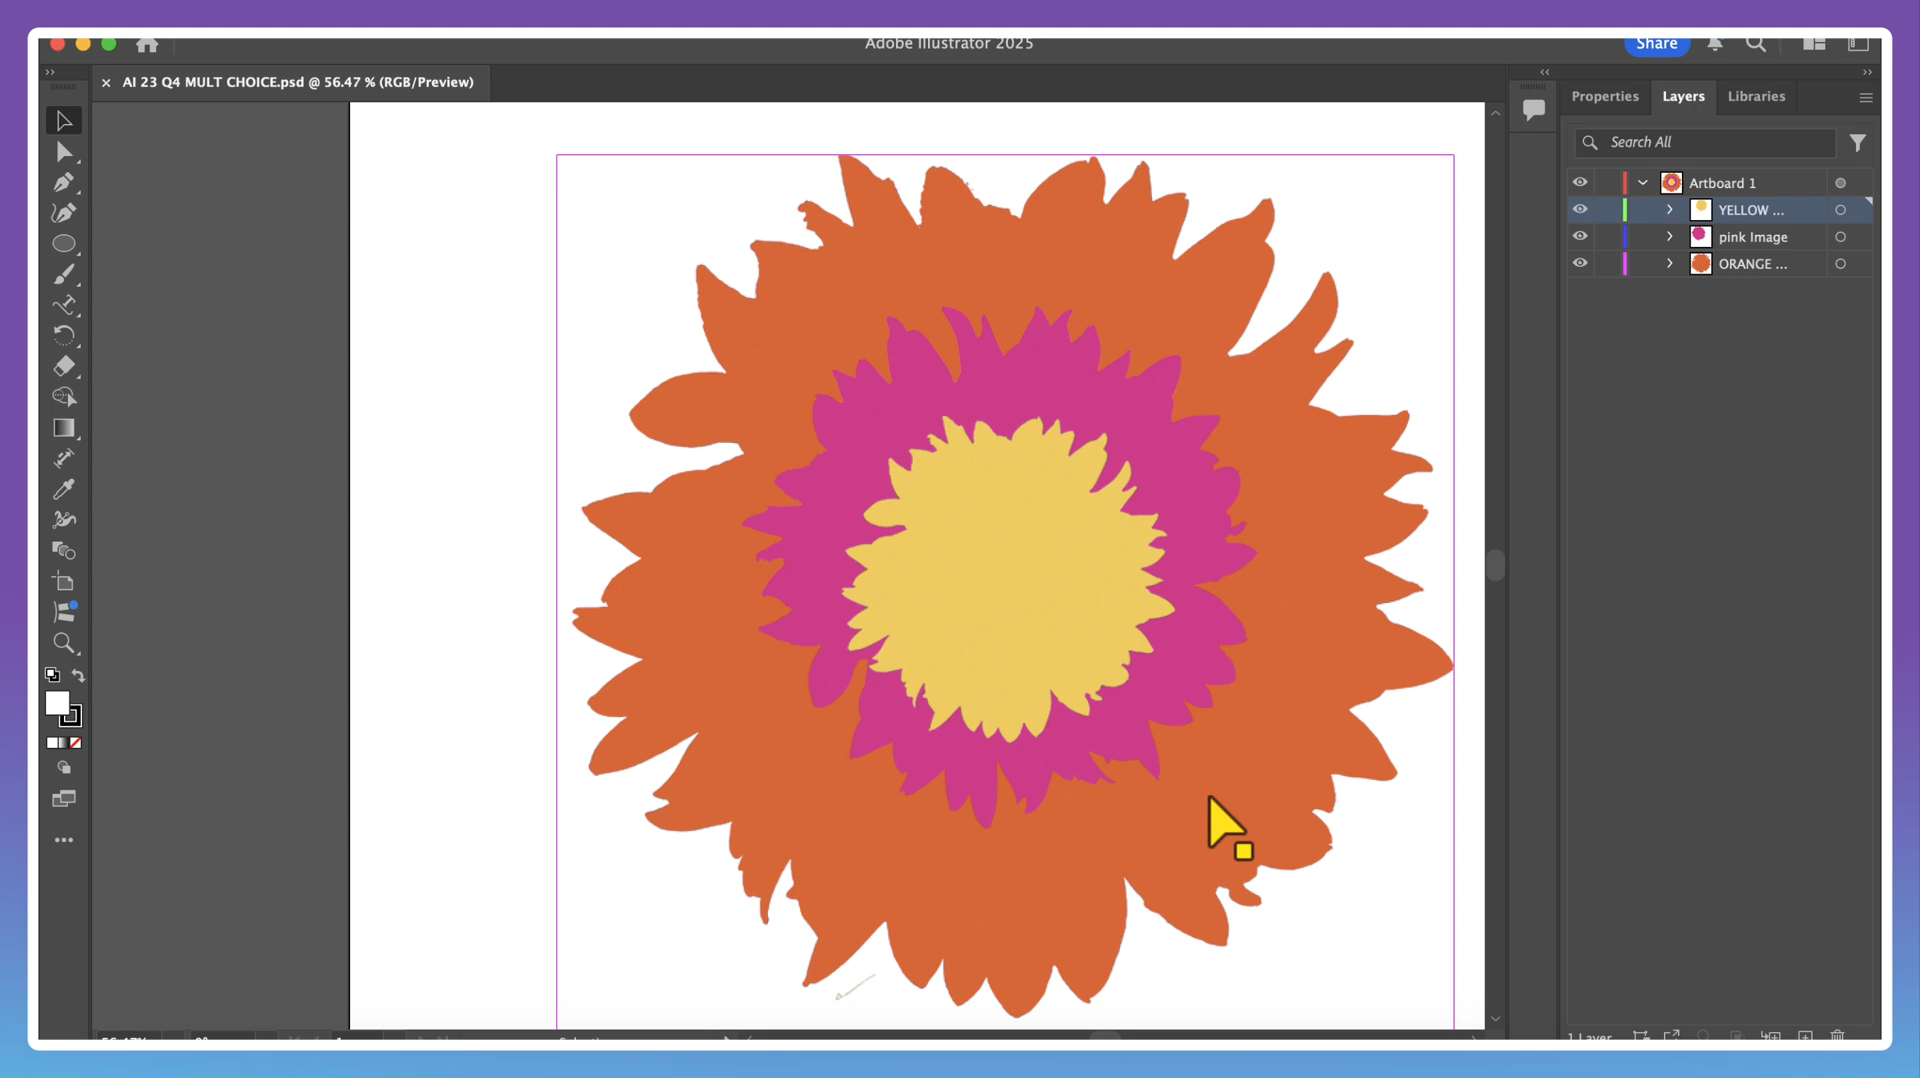 Adobe Illustrator 2025
Share
AI 23 Q4 MULT CHOICE.psd @ 56.47 % (RGB/Preview)
Properties
Layers
Libraries
Search All
Artboard 1
YELLOW ...
pink Image
ORANGE ...
1 Layer